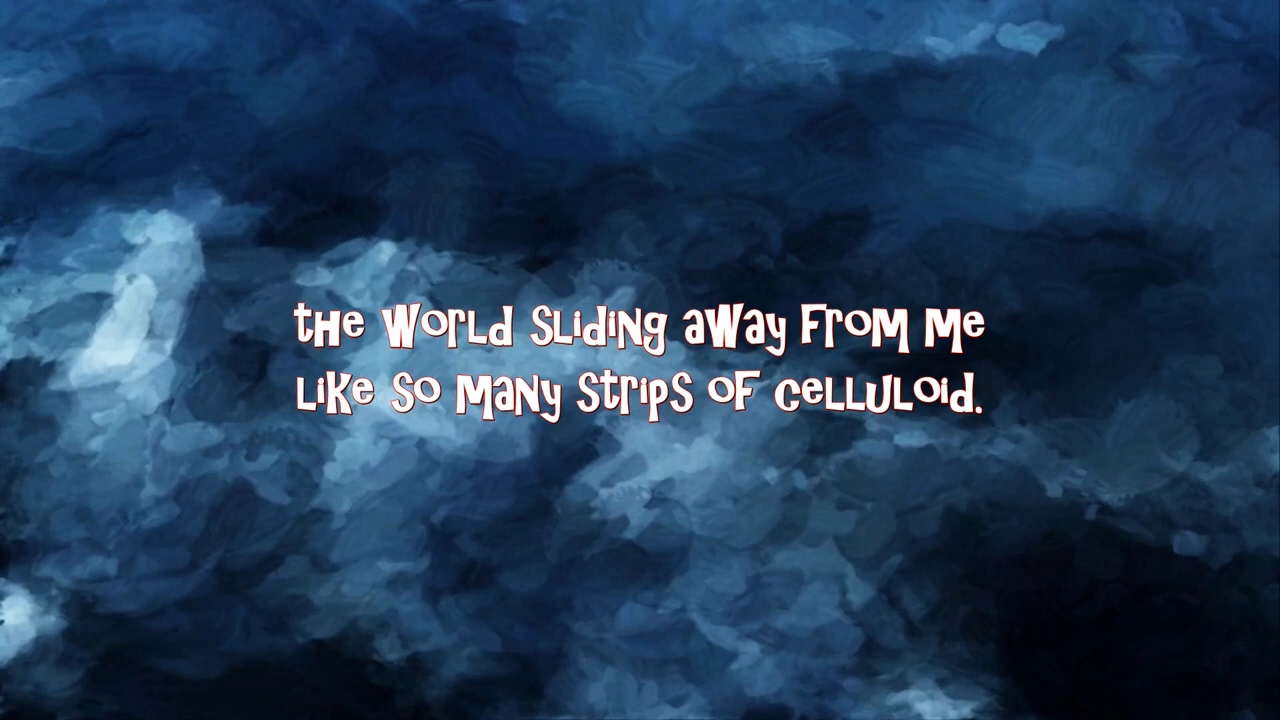 the world sliding away from me
like so many strips of celluloid.